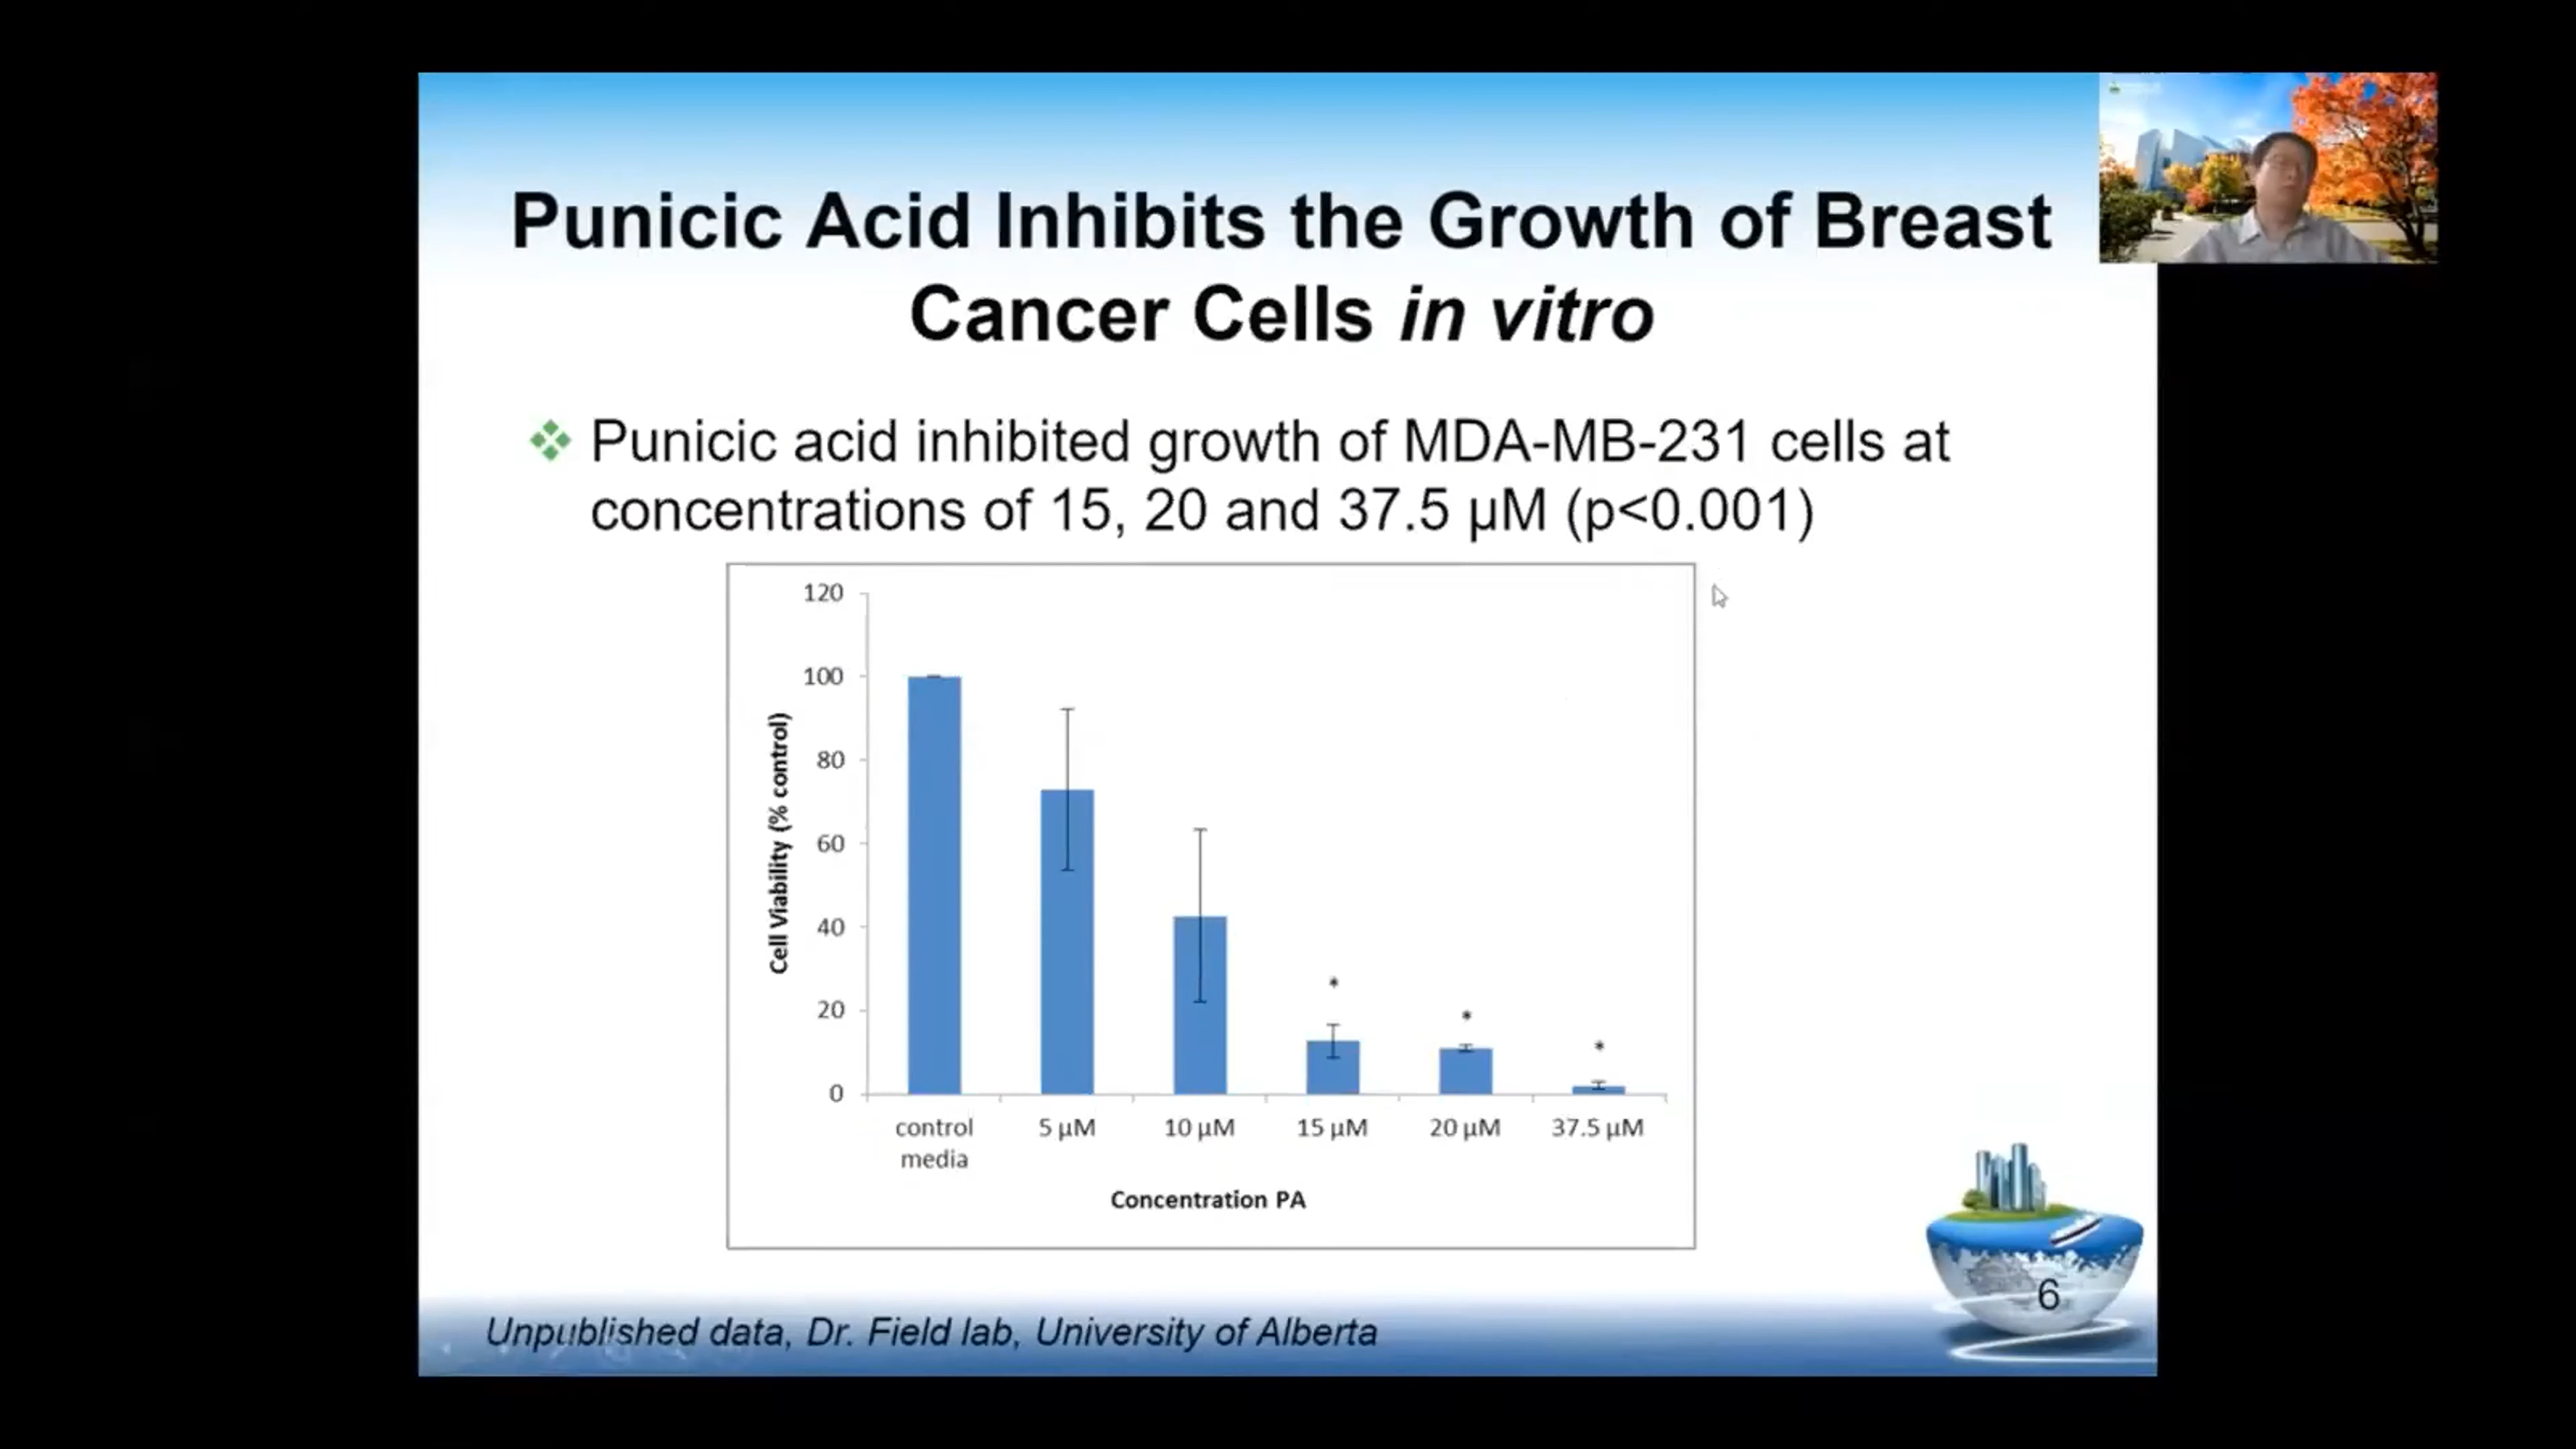 Punicic Acid Inhibits the Growth of Breast
Cancer Cells in vitro
Punicic acid inhibited growth of MDA-MB-231 cells at
concentrations of 15, 20 and 37.5 µM (p<0.001)
120
100
80
60
40
20
0
Cell Viability (% control)
*
*
*
control
media
5 µM
10 µM
15 µM
20 µM
37.5 µM
Concentration PA
6
Unpublished data, Dr. Field lab, University of Alberta